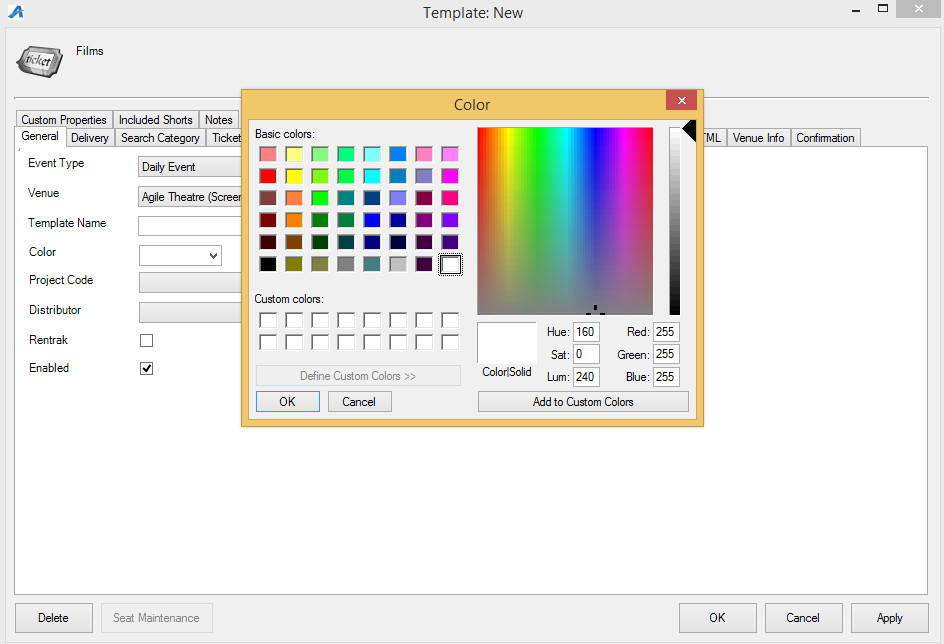 Template: New
ticket
Films
Custom Properties Included Shorts Notes
General Delivery Search Category Ticket TML Venue Info Confirmation
Event Type Daily Event
Venue Agile Theatre (Screen
Template Name
Color
Project Code
Distributor
Rentrak
Enabled
Color
Basic colors:
Custom colors:
Define Custom Colors >>
OK Cancel
Color|Solid
Hue: 160 Red: 255
Sat: 0 Green: 255
Lum: 240 Blue: 255
Add to Custom Colors
Delete Seat Maintenance OK Cancel Apply